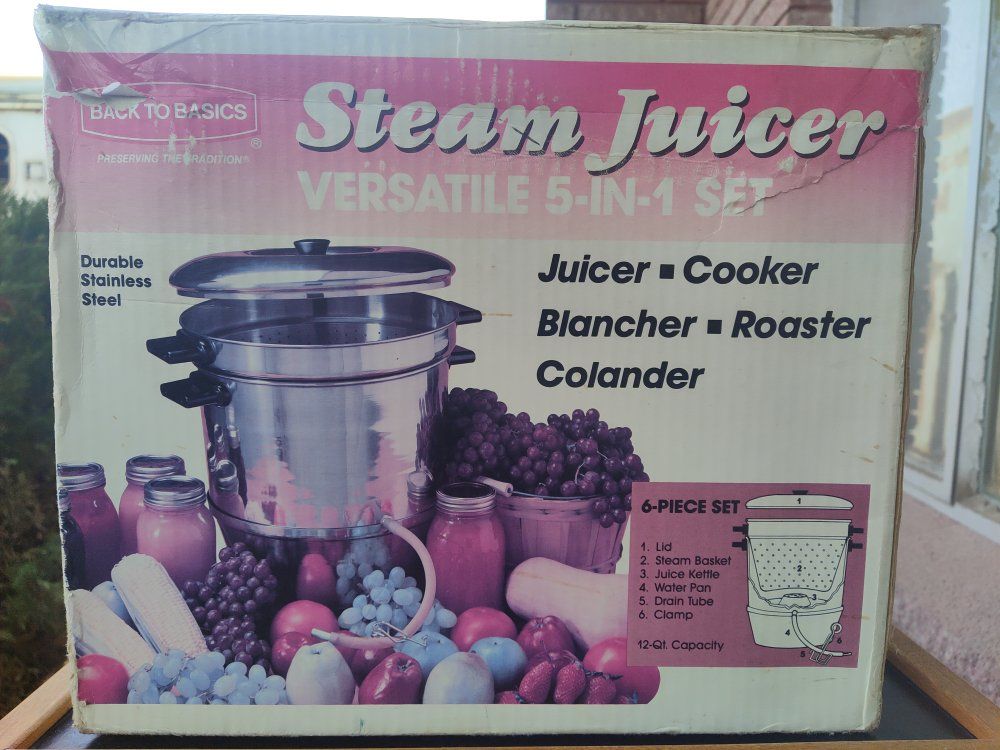 BACK TO BASICS
®
PRESERVING THE TRADITION®
Steam Juicer
VERSATILE 5-IN-1 SET
Durable
Stainless
Steel
Juicer ▪ Cooker
Blancher ▪ Roaster
Colander
6-PIECE SET
1. Lid
2. Steam Basket
3. Juice Kettle
4. Water Pan
5. Drain Tube
6. Clamp
12-Qt. Capacity
1
2
3
4
6
5